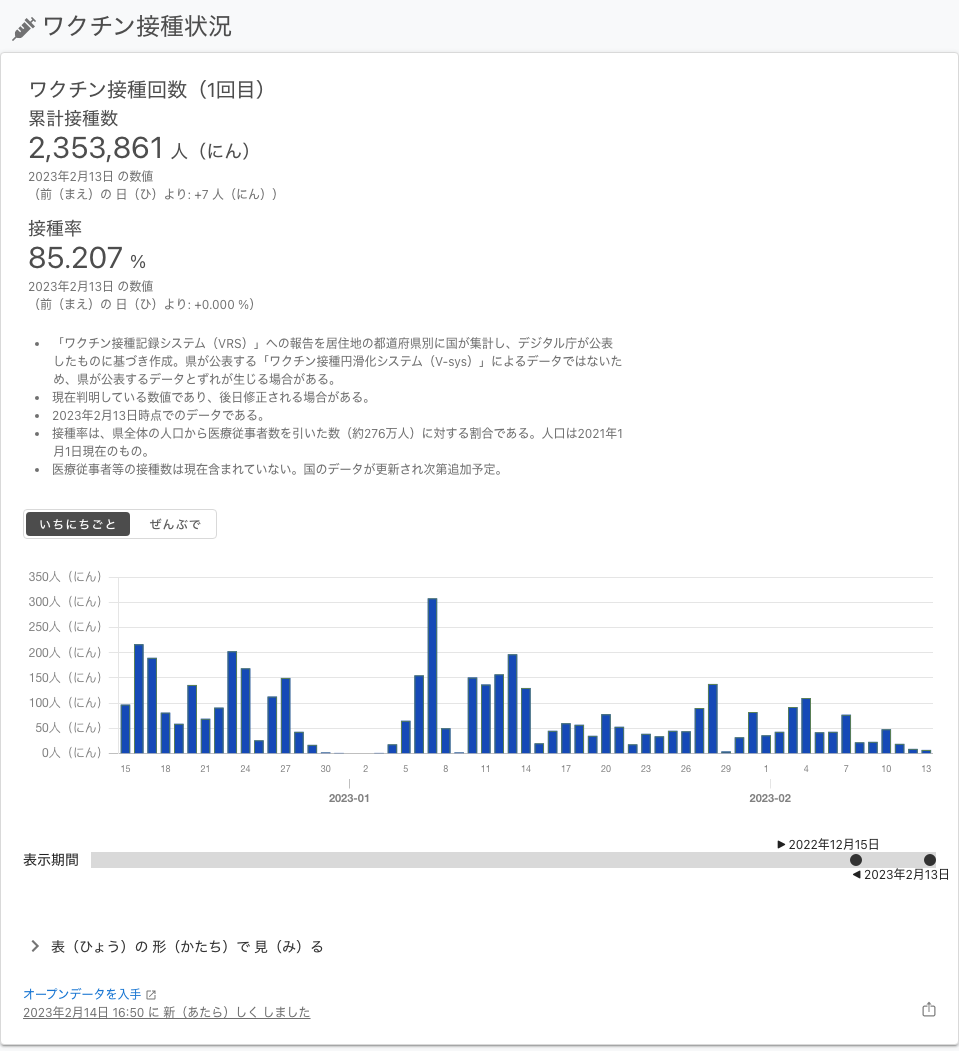 ワクチン接種状況
ワクチン接種回数（1回目）
累計接種数
2,353,861 人（にん）
2023年2月13日 の数値
（前（まえ）の 日（ひ）より: +7 人（にん））
接種率
85.207 %
2023年2月13日 の数値
（前（まえ）の 日（ひ）より: +0.000 %）
• 「ワクチン接種記録システム（VRS）」への報告を居住地の都道府県別に国が集計し、デジタル庁が公表
したものに基づき作成。県が公表する「ワクチン接種円滑化システム（V-sys）」によるデータではないた
め、県が公表するデータとずれが生じる場合がある。
• 現在判明している数値であり、後日修正される場合がある。
• 2023年2月13日時点でのデータである。
• 接種率は、県全体の人口から医療従事者数を引いた数（約276万人）に対する割合である。人口は2021年1
月1日現在のもの。
• 医療従事者等の接種数は現在含まれていない。国のデータが更新され次第追加予定。
いちにちごと ぜんぶで
350人（にん）
300人（にん）
250人（にん）
200人（にん）
150人（にん）
100人（にん）
50人（にん）
0人（にん）
15 18 21 24 27 30 2 5 8 11 14 17 20 23 26 29 1 4 7 10 13
2023-01 2023-02
▶ 2022年12月15日
表示期間
◀ 2023年2月13日
表（ひょう）の 形（かたち）で 見（み）る
オープンデータを入手
2023年2月14日 16:50 に 新（あたら）しく しました